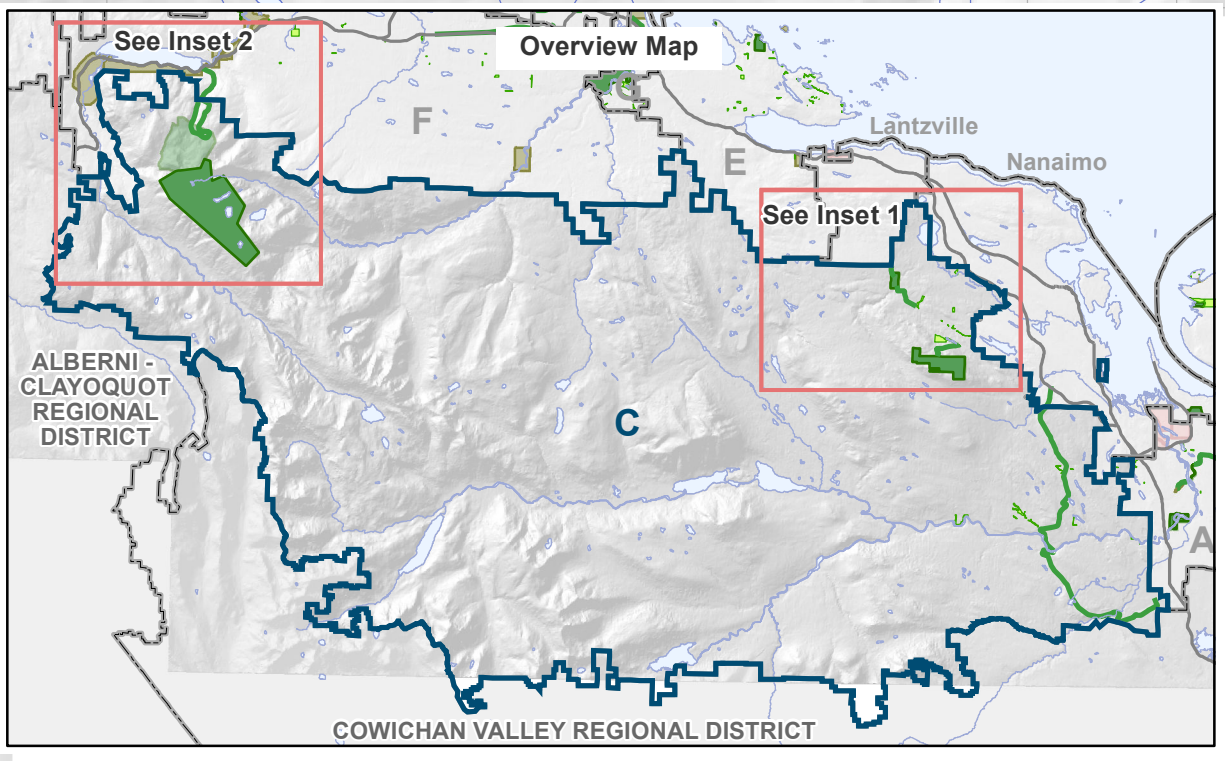 See Inset 2
Overview Map
G
F
Lantzville
E
Nanaimo
See Inset 1
ALBERNI -
CLAYOQUOT
REGIONAL
DISTRICT
C
A
COWICHAN VALLEY REGIONAL DISTRICT